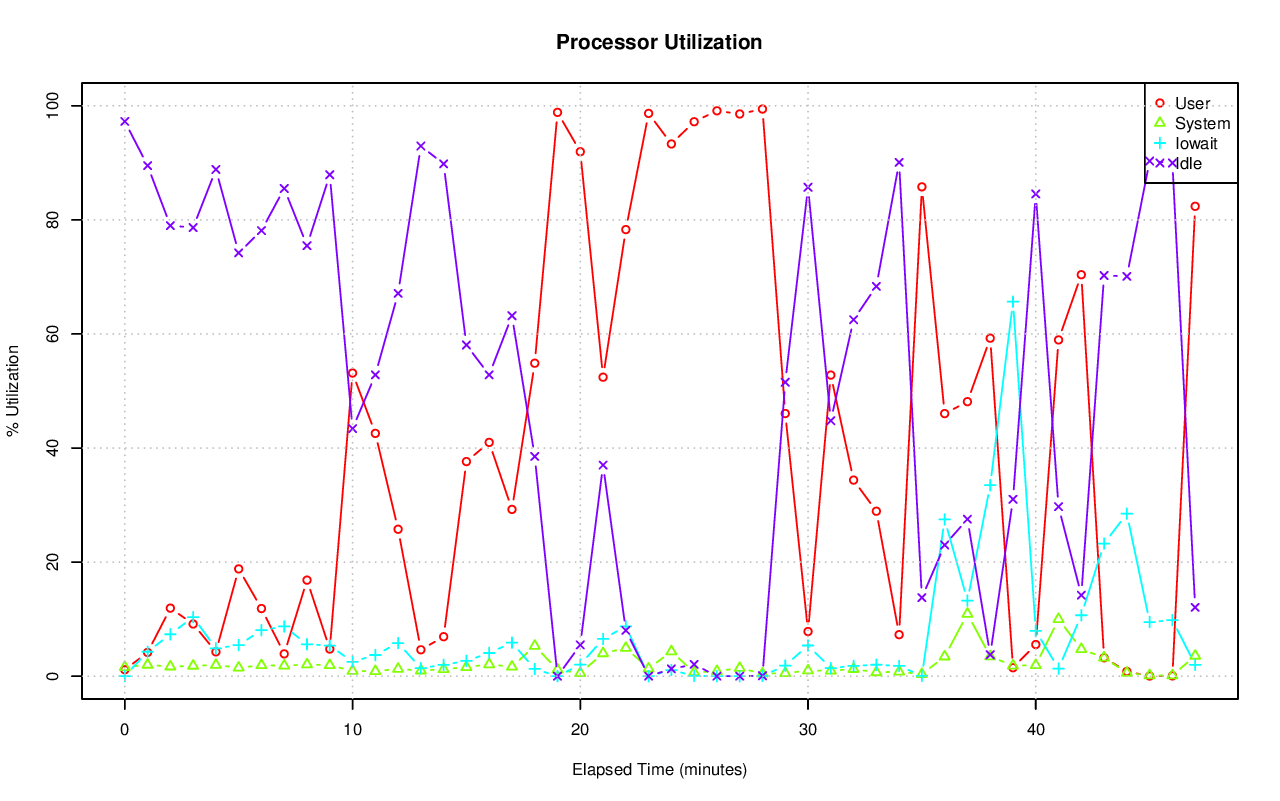 Processor Utilization
% Utilization
100
80
60
40
20
0
User
System
Iowait
Idle
0 10 20 30 40
Elapsed Time (minutes)